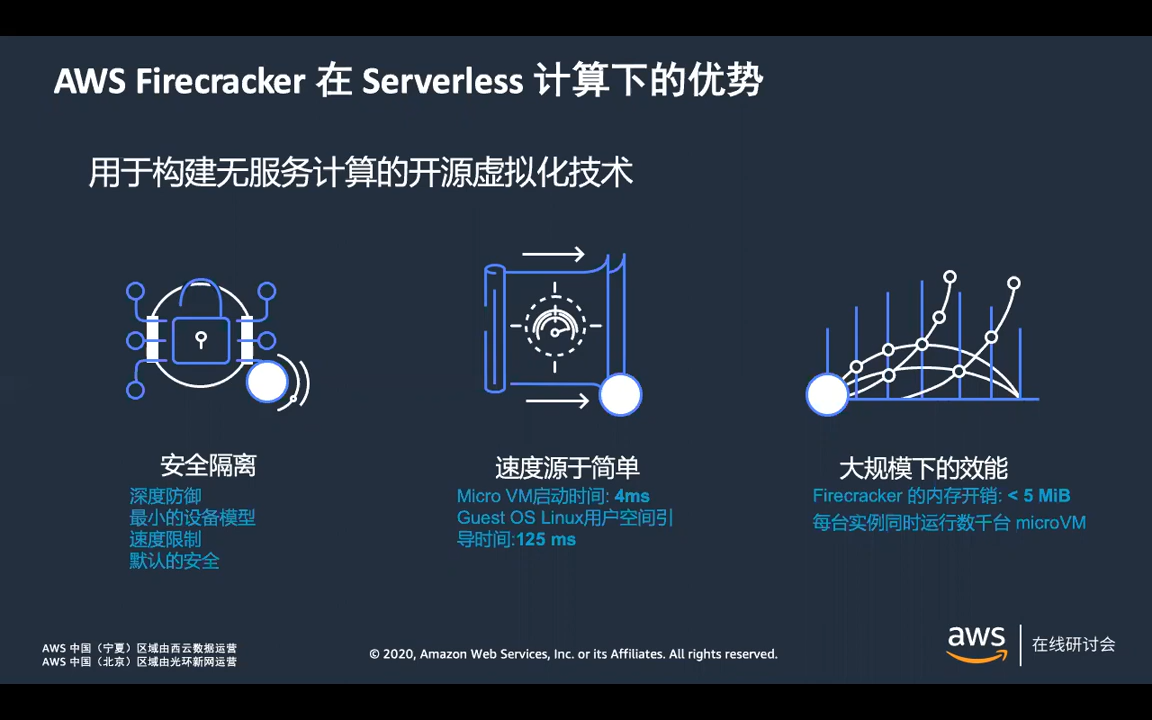 AWS Firecracker 在 Serverless 计算下的优势
用于构建无服务计算的开源虚拟化技术
安全隔离
深度防御
最小的设备模型
速度限制
默认的安全
速度源于简单
Micro VM启动时间: 4ms
Guest OS Linux用户空间引
导时间:125 ms
大规模下的效能
Firecracker 的内存开销: < 5 MiB
每台实例同时运行数千台 microVM
AWS 中国（宁夏）区域由西云数据运营
AWS 中国（北京）区域由光环新网运营
© 2020, Amazon Web Services, Inc. or its Affiliates. All rights reserved.
aws
在线研讨会